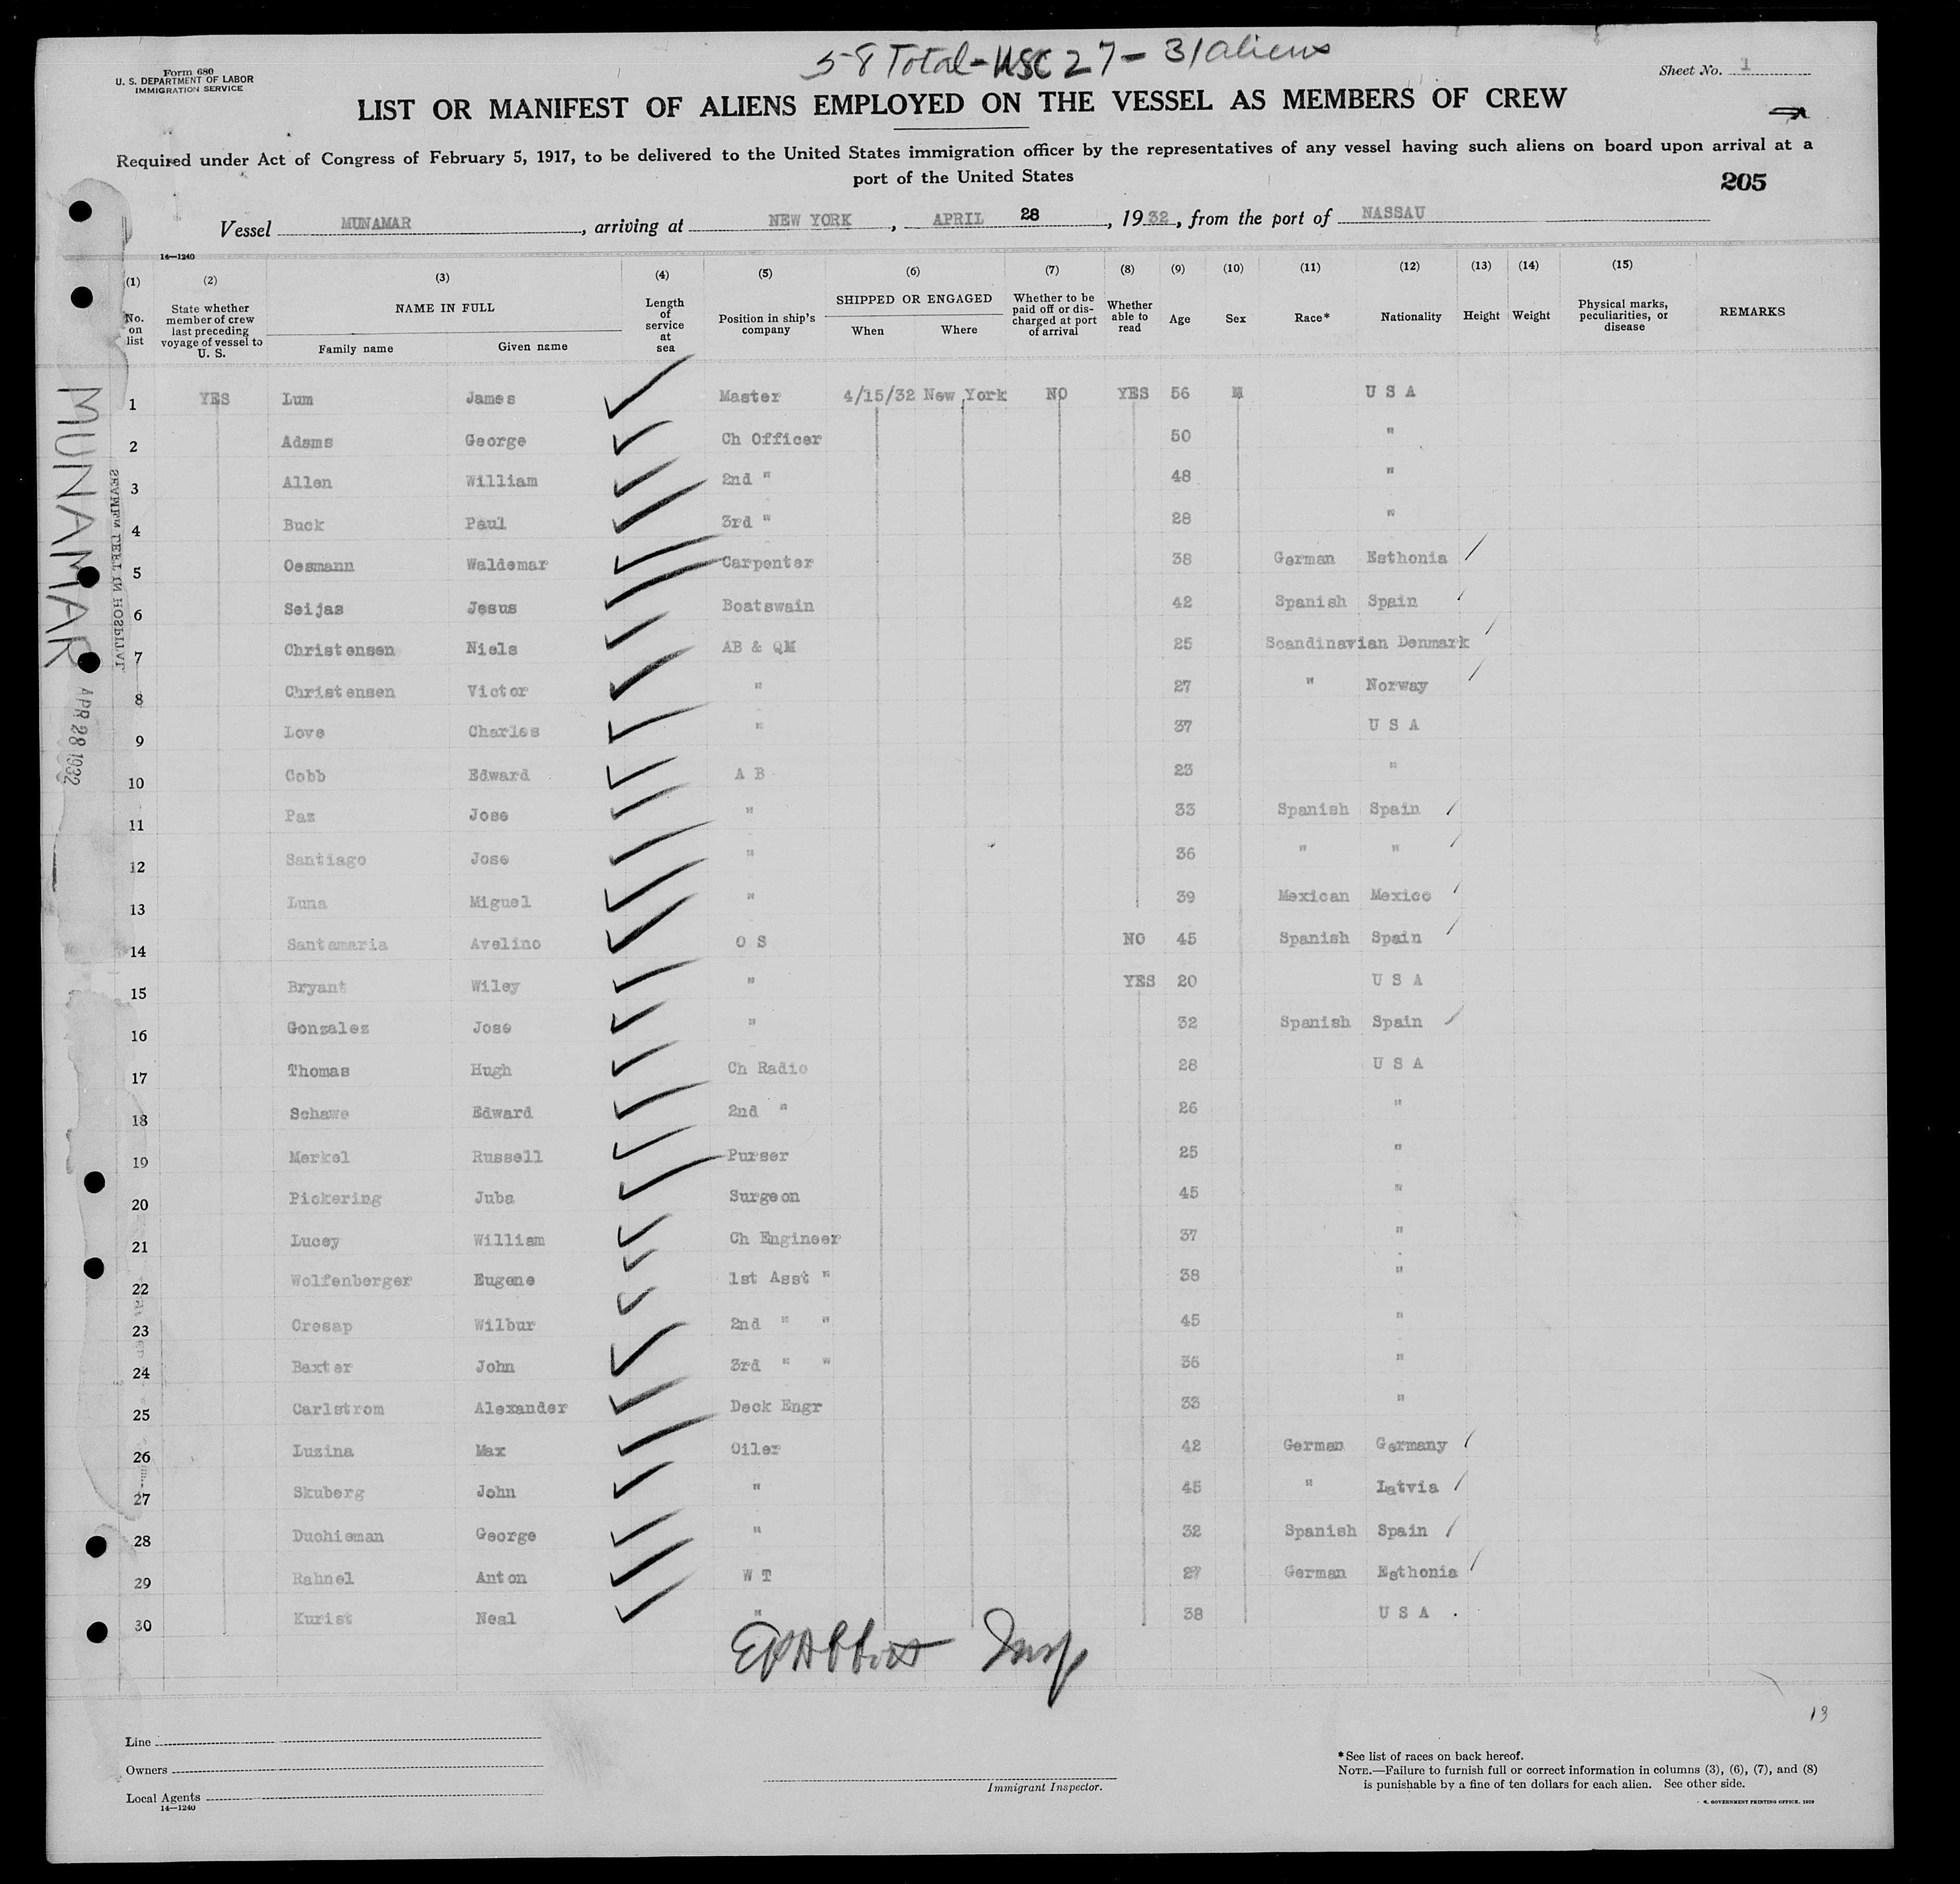 58 Total - USC 27 - 31 aliens
Form 680
U. S. DEPARTMENT OF LABOR
IMMIGRATION SERVICE
Sheet No. 1
LIST OR MANIFEST OF ALIENS EMPLOYED ON THE VESSEL AS MEMBERS OF CREW
Required under Act of Congress of February 5, 1917, to be delivered to the United States immigration officer by the representatives of any vessel having such aliens on board upon arrival at a
port of the United States
205
Vessel MUNAMAR, arriving at NEW YORK, APRIL 28, 1932, from the port of NASSAU
14—1240
(1) (2) (3) (4) (5) (6) (7) (8) (9) (10) (11) (12) (13) (14) (15)
No. on list
State whether member of crew last preceding voyage of vessel to U. S.
NAME IN FULL
Family name Given name
Length of service at sea
Position in ship's company
SHIPPED OR ENGAGED
When Where
Whether to be paid off or discharged at port of arrival
Whether able to read
Age
Sex
Race*
Nationality
Height
Weight
Physical marks, peculiarities, or disease
REMARKS
1 YES Lum James Master 4/15/32 New York NO YES 56 M U S A
2 Adams George Ch Officer 50 "
3 Allen William 2nd " 48 "
4 Buck Paul 3rd " 28 "
5 Oesmann Waldemar Carpenter 38 German Esthonia
6 Seijas Jesus Boatswain 42 Spanish Spain
7 Christensen Niels AB & QM 25 Scandinavian Denmark
8 Christensen Victor " 27 " Norway
9 Love Charles " 37 U S A
10 Cobb Edward A B 23 "
11 Paz Jose " 33 Spanish Spain
12 Santiago Jose " 36 " "
13 Luna Miguel " 39 Mexican Mexico
14 Santamaria Avelino O S NO 45 Spanish Spain
15 Bryant Wiley " YES 20 U S A
16 Gonzalez Jose " 32 Spanish Spain
17 Thomas Hugh Ch Radio 28 U S A
18 Schawe Edward 2nd " 26 "
19 Merkel Russell Purser 25 "
20 Pickering Juba Surgeon 45 "
21 Lucey William Ch Engineer 37 "
22 Wolfenberger Eugene 1st Asst " 38 "
23 Cresap Wilbur 2nd " " 45 "
24 Baxter John 3rd " " 36 "
25 Carlstrom Alexander Deck Engr 33 "
26 Luzina Max Oiler 42 German Germany
27 Skuberg John " 45 " Latvia
28 Duchieman George " 32 Spanish Spain
29 Rahnel Anton W T 27 German Esthonia
30 Kurist Neal " 38 U S A
MUNAMAR
APR 28 1932
SEAMEN LEFT IN HOSPITAL
EP Abbott Insp
13
Line
Owners
Local Agents
14—1240
Immigrant Inspector.
*See list of races on back hereof.
NOTE.—Failure to furnish full or correct information in columns (3), (6), (7), and (8)
is punishable by a fine of ten dollars for each alien. See other side.
GOVERNMENT PRINTING OFFICE.